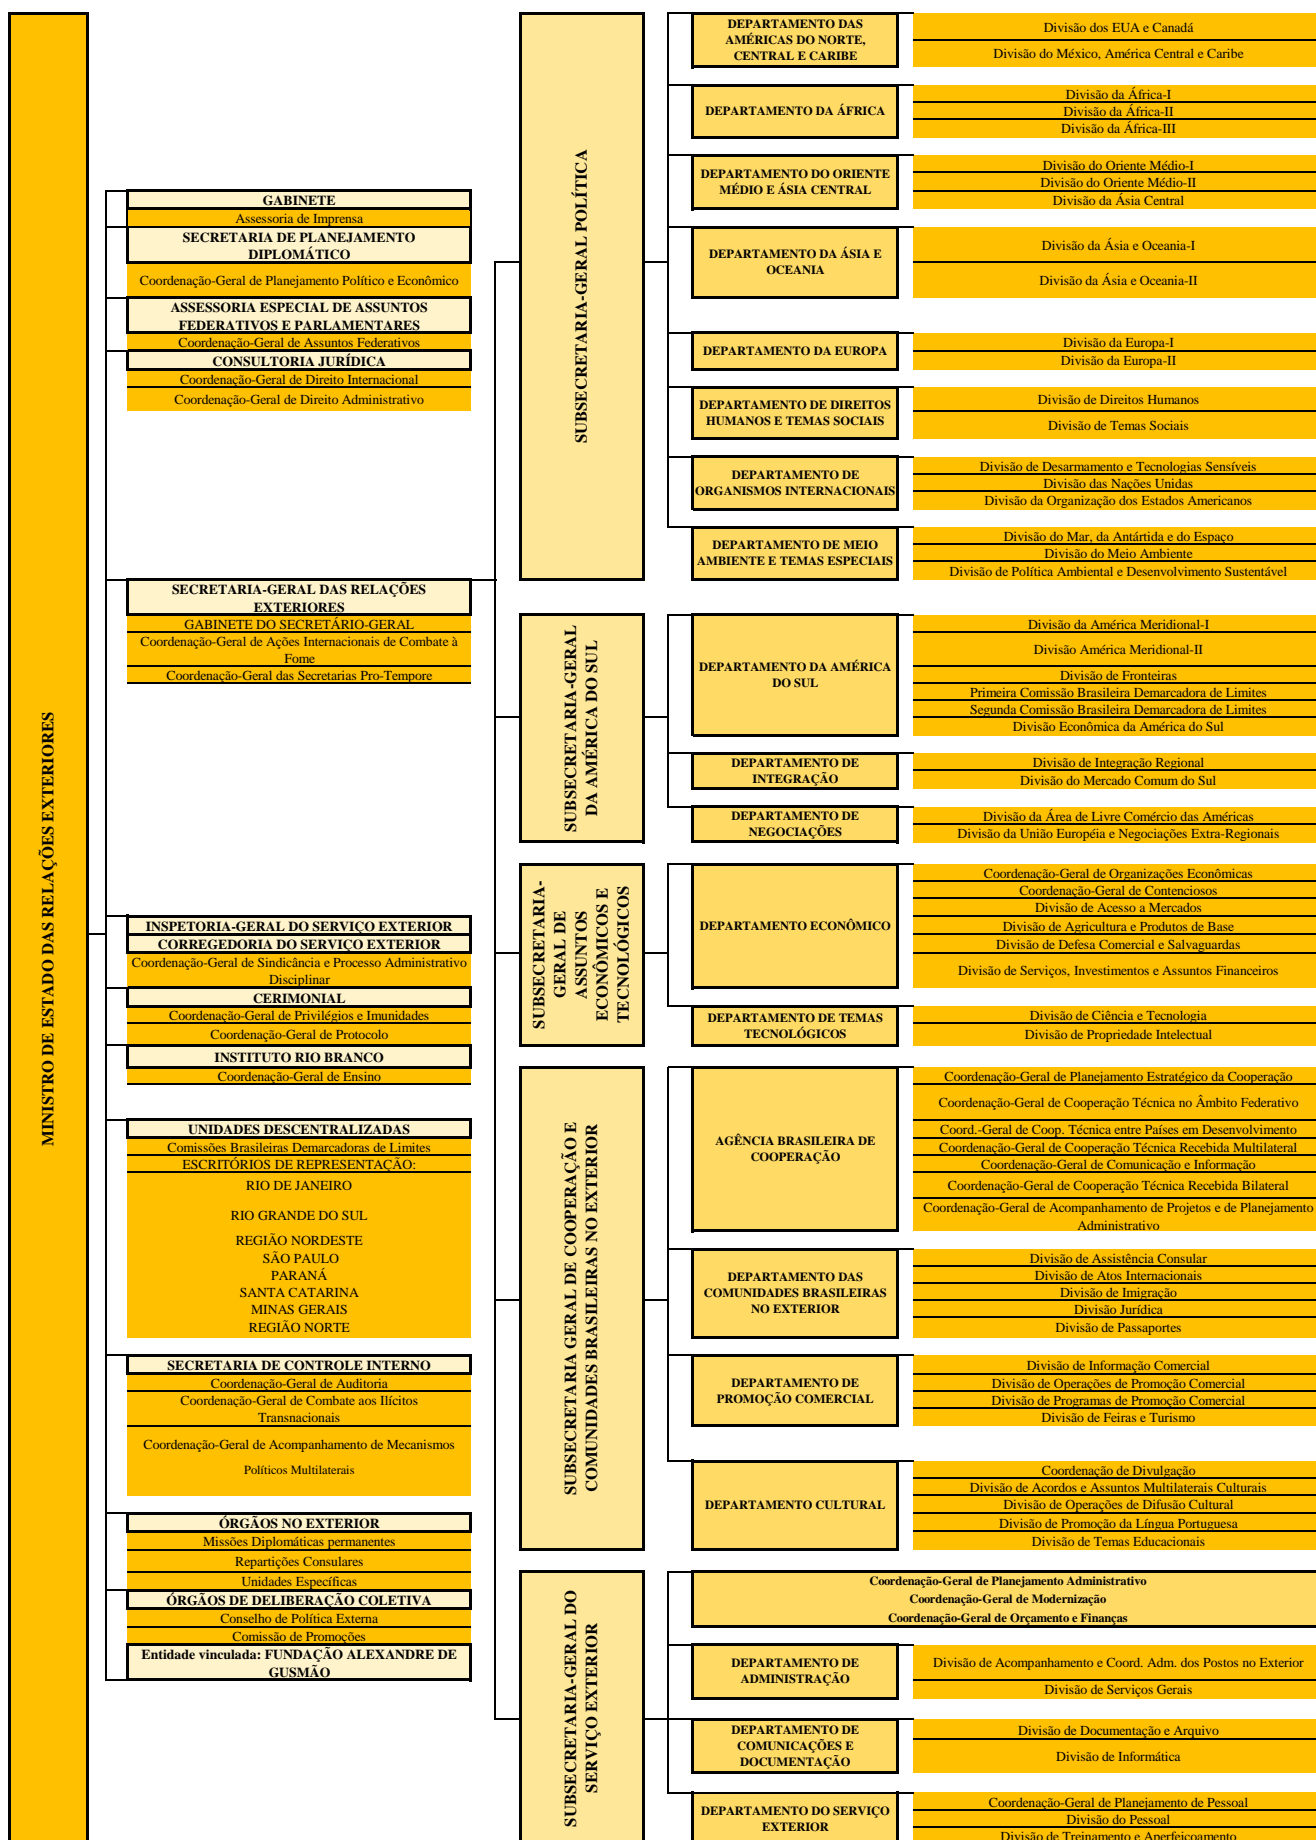 MINISTRO DE ESTADO DAS RELAÇÕES EXTERIORES
GABINETE
Assessoria de Imprensa
SECRETARIA DE PLANEJAMENTO
DIPLOMÁTICO
Coordenação-Geral de Planejamento Político e Econômico
ASSESSORIA ESPECIAL DE ASSUNTOS
FEDERATIVOS E PARLAMENTARES
Coordenação-Geral de Assuntos Federativos
CONSULTORIA JURÍDICA
Coordenação-Geral de Direito Internacional
Coordenação-Geral de Direito Administrativo
SECRETARIA-GERAL DAS RELAÇÕES
EXTERIORES
GABINETE DO SECRETÁRIO-GERAL
Coordenação-Geral de Ações Internacionais de Combate à
Fome
Coordenação-Geral das Secretarias Pro-Tempore
INSPETORIA-GERAL DO SERVIÇO EXTERIOR
CORREGEDORIA DO SERVIÇO EXTERIOR
Coordenação-Geral de Sindicância e Processo Administrativo
Disciplinar
CERIMONIAL
Coordenação-Geral de Privilégios e Imunidades
Coordenação-Geral de Protocolo
INSTITUTO RIO BRANCO
Coordenação-Geral de Ensino
UNIDADES DESCENTRALIZADAS
Comissões Brasileiras Demarcadoras de Limites
ESCRITÓRIOS DE REPRESENTAÇÃO:
RIO DE JANEIRO
RIO GRANDE DO SUL
REGIÃO NORDESTE
SÃO PAULO
PARANÁ
SANTA CATARINA
MINAS GERAIS
REGIÃO NORTE
SECRETARIA DE CONTROLE INTERNO
Coordenação-Geral de Auditoria
Coordenação-Geral de Combate aos Ilícitos
Transnacionais
Coordenação-Geral de Acompanhamento de Mecanismos
Políticos Multilaterais
ÓRGÃOS NO EXTERIOR
Missões Diplomáticas permanentes
Repartições Consulares
Unidades Específicas
ÓRGÃOS DE DELIBERAÇÃO COLETIVA
Conselho de Política Externa
Comissão de Promoções
Entidade vinculada: FUNDAÇÃO ALEXANDRE DE
GUSMÃO
SUBSECRETARIA-GERAL POLÍTICA
DEPARTAMENTO DAS
AMÉRICAS DO NORTE,
CENTRAL E CARIBE
Divisão dos EUA e Canadá
Divisão do México, América Central e Caribe
DEPARTAMENTO DA ÁFRICA
Divisão da África-I
Divisão da África-II
Divisão da África-III
DEPARTAMENTO DO ORIENTE
MÉDIO E ÁSIA CENTRAL
Divisão do Oriente Médio-I
Divisão do Oriente Médio-II
Divisão da Ásia Central
DEPARTAMENTO DA ÁSIA E
OCEANIA
Divisão da Ásia e Oceania-I
Divisão da Ásia e Oceania-II
DEPARTAMENTO DA EUROPA
Divisão da Europa-I
Divisão da Europa-II
DEPARTAMENTO DE DIREITOS
HUMANOS E TEMAS SOCIAIS
Divisão de Direitos Humanos
Divisão de Temas Sociais
DEPARTAMENTO DE
ORGANISMOS INTERNACIONAIS
Divisão de Desarmamento e Tecnologias Sensíveis
Divisão das Nações Unidas
Divisão da Organização dos Estados Americanos
DEPARTAMENTO DE MEIO
AMBIENTE E TEMAS ESPECIAIS
Divisão do Mar, da Antártida e do Espaço
Divisão do Meio Ambiente
Divisão de Política Ambiental e Desenvolvimento Sustentável
SUBSECRETARIA-GERAL
DA AMÉRICA DO SUL
DEPARTAMENTO DA AMÉRICA
DO SUL
Divisão da América Meridional-I
Divisão América Meridional-II
Divisão de Fronteiras
Primeira Comissão Brasileira Demarcadora de Limites
Segunda Comissão Brasileira Demarcadora de Limites
Divisão Econômica da América do Sul
DEPARTAMENTO DE
INTEGRAÇÃO
Divisão de Integração Regional
Divisão do Mercado Comum do Sul
DEPARTAMENTO DE
NEGOCIAÇÕES
Divisão da Área de Livre Comércio das Américas
Divisão da União Européia e Negociações Extra-Regionais
SUBSECRETARIA-
GERAL DE
ASSUNTOS
ECONÔMICOS E
TECNOLÓGICOS
DEPARTAMENTO ECONÔMICO
Coordenação-Geral de Organizações Econômicas
Coordenação-Geral de Contenciosos
Divisão de Acesso a Mercados
Divisão de Agricultura e Produtos de Base
Divisão de Defesa Comercial e Salvaguardas
Divisão de Serviços, Investimentos e Assuntos Financeiros
DEPARTAMENTO DE TEMAS
TECNOLÓGICOS
Divisão de Ciência e Tecnologia
Divisão de Propriedade Intelectual
SUBSECRETARIA GERAL DE COOPERAÇÃO E
COMUNIDADES BRASILEIRAS NO EXTERIOR
AGÊNCIA BRASILEIRA DE
COOPERAÇÃO
Coordenação-Geral de Planejamento Estratégico da Cooperação
Coordenação-Geral de Cooperação Técnica no Âmbito Federativo
Coord.-Geral de Coop. Técnica entre Países em Desenvolvimento
Coordenação-Geral de Cooperação Técnica Recebida Multilateral
Coordenação-Geral de Comunicação e Informação
Coordenação-Geral de Cooperação Técnica Recebida Bilateral
Coordenação-Geral de Acompanhamento de Projetos e de Planejamento
Administrativo
DEPARTAMENTO DAS
COMUNIDADES BRASILEIRAS
NO EXTERIOR
Divisão de Assistência Consular
Divisão de Atos Internacionais
Divisão de Imigração
Divisão Jurídica
Divisão de Passaportes
DEPARTAMENTO DE
PROMOÇÃO COMERCIAL
Divisão de Informação Comercial
Divisão de Operações de Promoção Comercial
Divisão de Programas de Promoção Comercial
Divisão de Feiras e Turismo
DEPARTAMENTO CULTURAL
Coordenação de Divulgação
Divisão de Acordos e Assuntos Multilaterais Culturais
Divisão de Operações de Difusão Cultural
Divisão de Promoção da Língua Portuguesa
Divisão de Temas Educacionais
SUBSECRETARIA-GERAL DO
SERVIÇO EXTERIOR
Coordenação-Geral de Planejamento Administrativo
Coordenação-Geral de Modernização
Coordenação-Geral de Orçamento e Finanças
DEPARTAMENTO DE
ADMINISTRAÇÃO
Divisão de Acompanhamento e Coord. Adm. dos Postos no Exterior
Divisão de Serviços Gerais
DEPARTAMENTO DE
COMUNICAÇÕES E
DOCUMENTAÇÃO
Divisão de Documentação e Arquivo
Divisão de Informática
DEPARTAMENTO DO SERVIÇO
EXTERIOR
Coordenação-Geral de Planejamento de Pessoal
Divisão do Pessoal
Divisão de Treinamento e Aperfeiçoamento